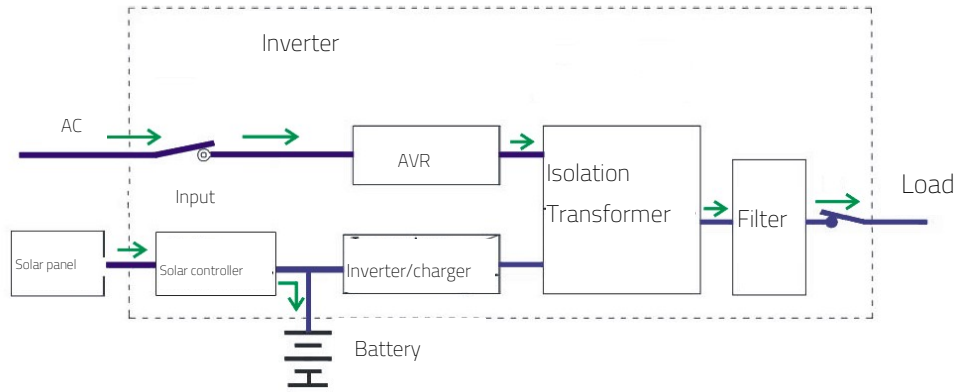 Inverter
AC
AVR
Input
Isolation
Transformer
Filter
Load
Solar panel
Solar controller
Inverter/charger
Battery